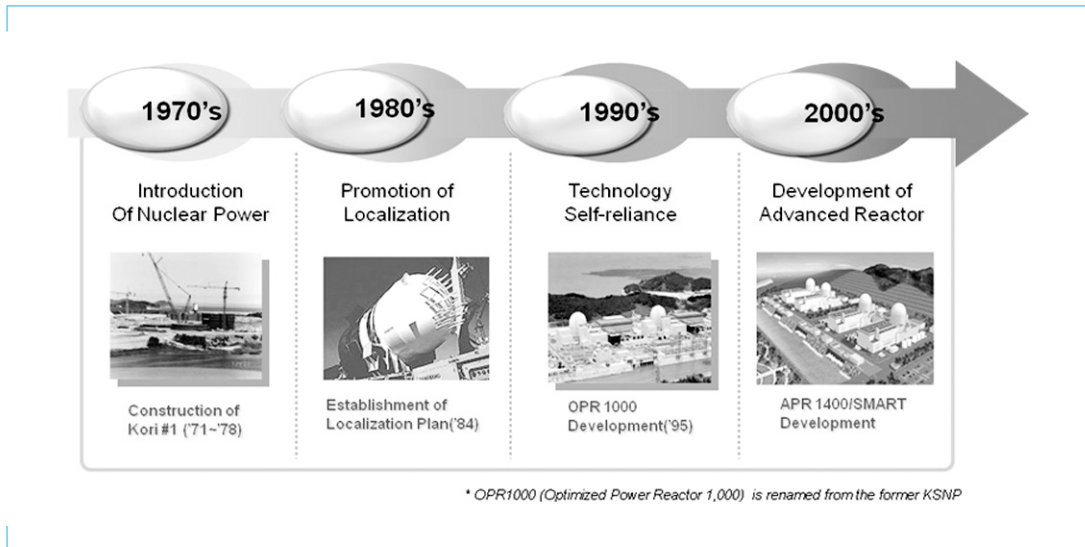 1970's
1980's
1990's
2000's
Introduction
Of Nuclear Power
Promotion of
Localization
Technology
Self-reliance
Development of
Advanced Reactor
Construction of
Kori #1 ('71~'78)
Establishment of
Localization Plan('84)
OPR 1000
Development('95)
APR 1400/SMART
Development
* OPR1000 (Optimized Power Reactor 1,000) is renamed from the former KSNP